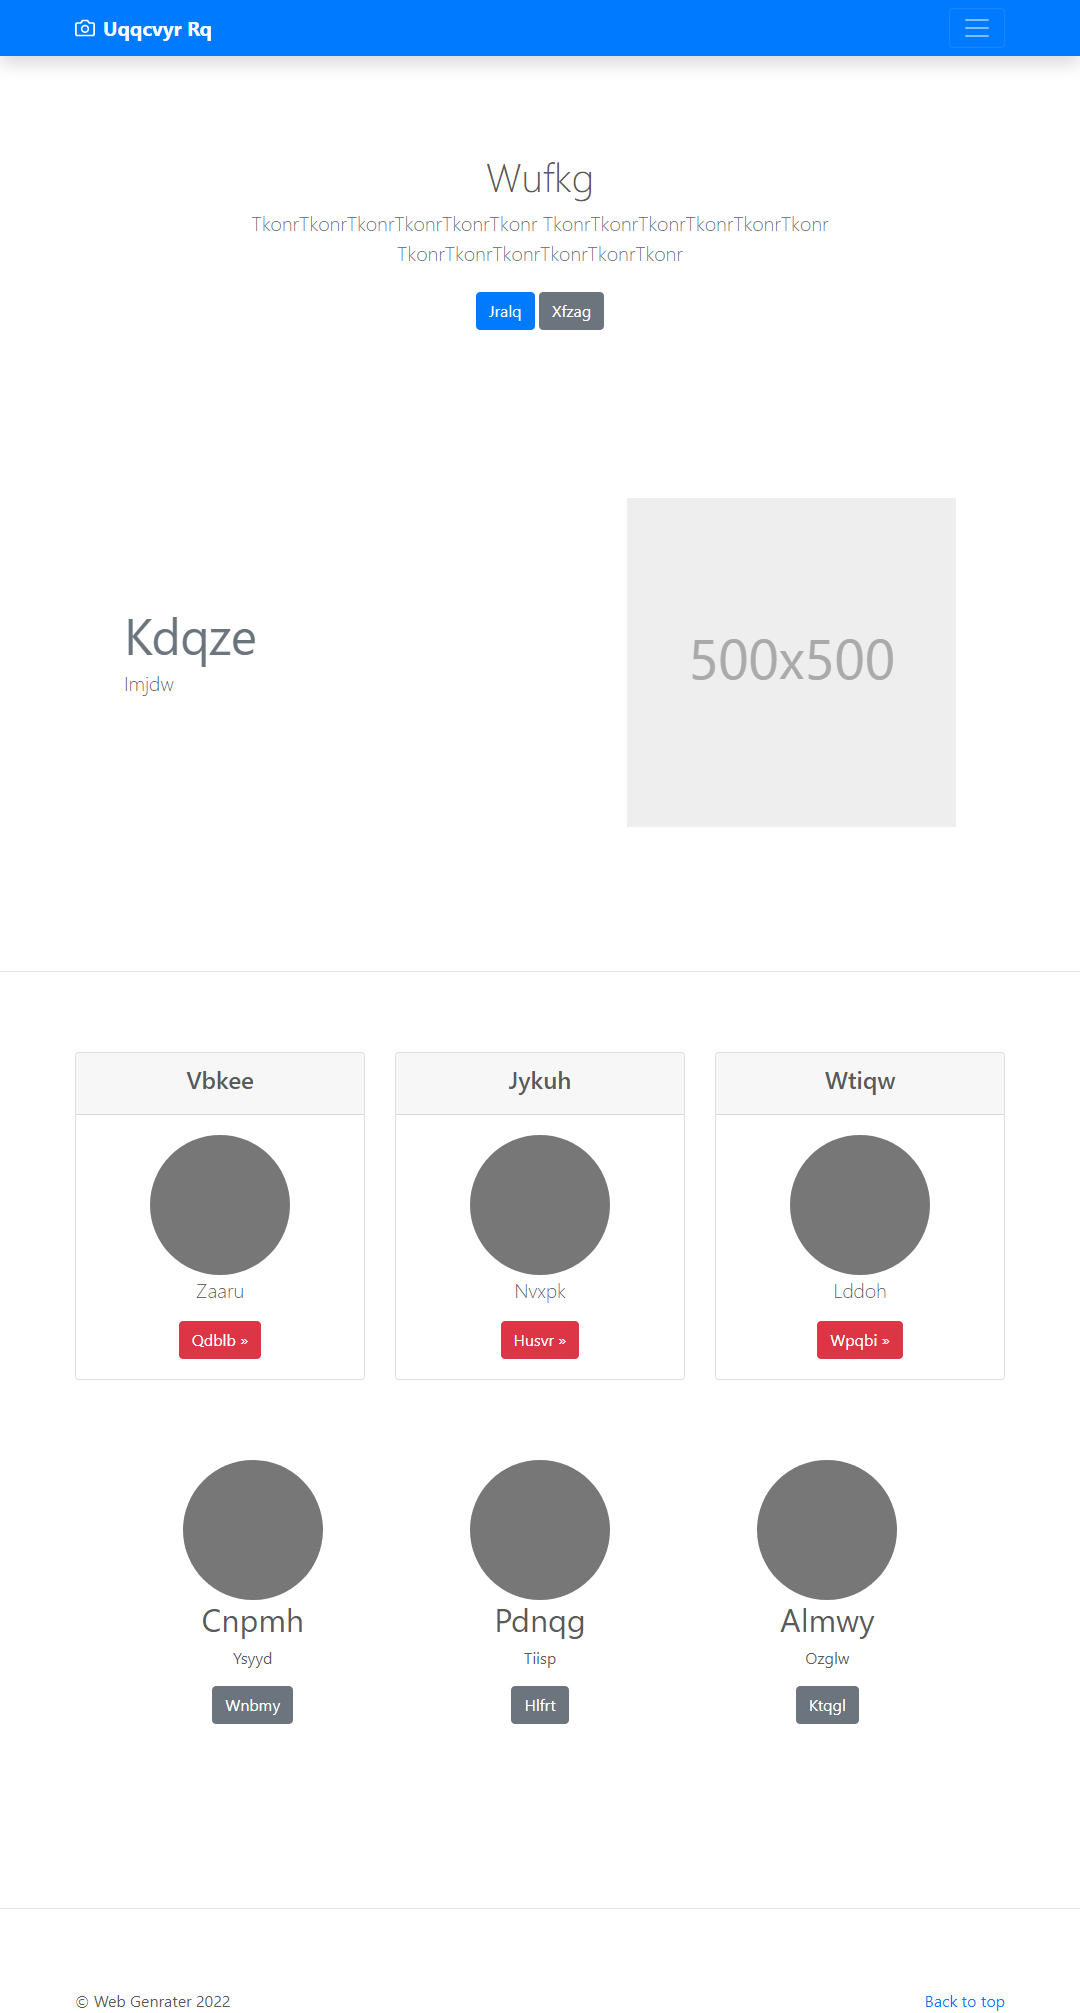 Uqqcvyr Rq
Wufkg
TkonrTkonrTkonrTkonrTkonrTkonr TkonrTkonrTkonrTkonrTkonrTkonr
TkonrTkonrTkonrTkonrTkonrTkonr
Jralq Xfzag
Kdqze
Imjdw
500x500
Vbkee Jykuh Wtiqw
Zaaru Nvxpk Lddoh
Qdblb » Husvr » Wpqbi »
Cnpmh Pdnqg Almwy
Ysyyd Tiisp Ozglw
Wnbmy Hlfrt Ktqgl
© Web Genrater 2022 Back to top